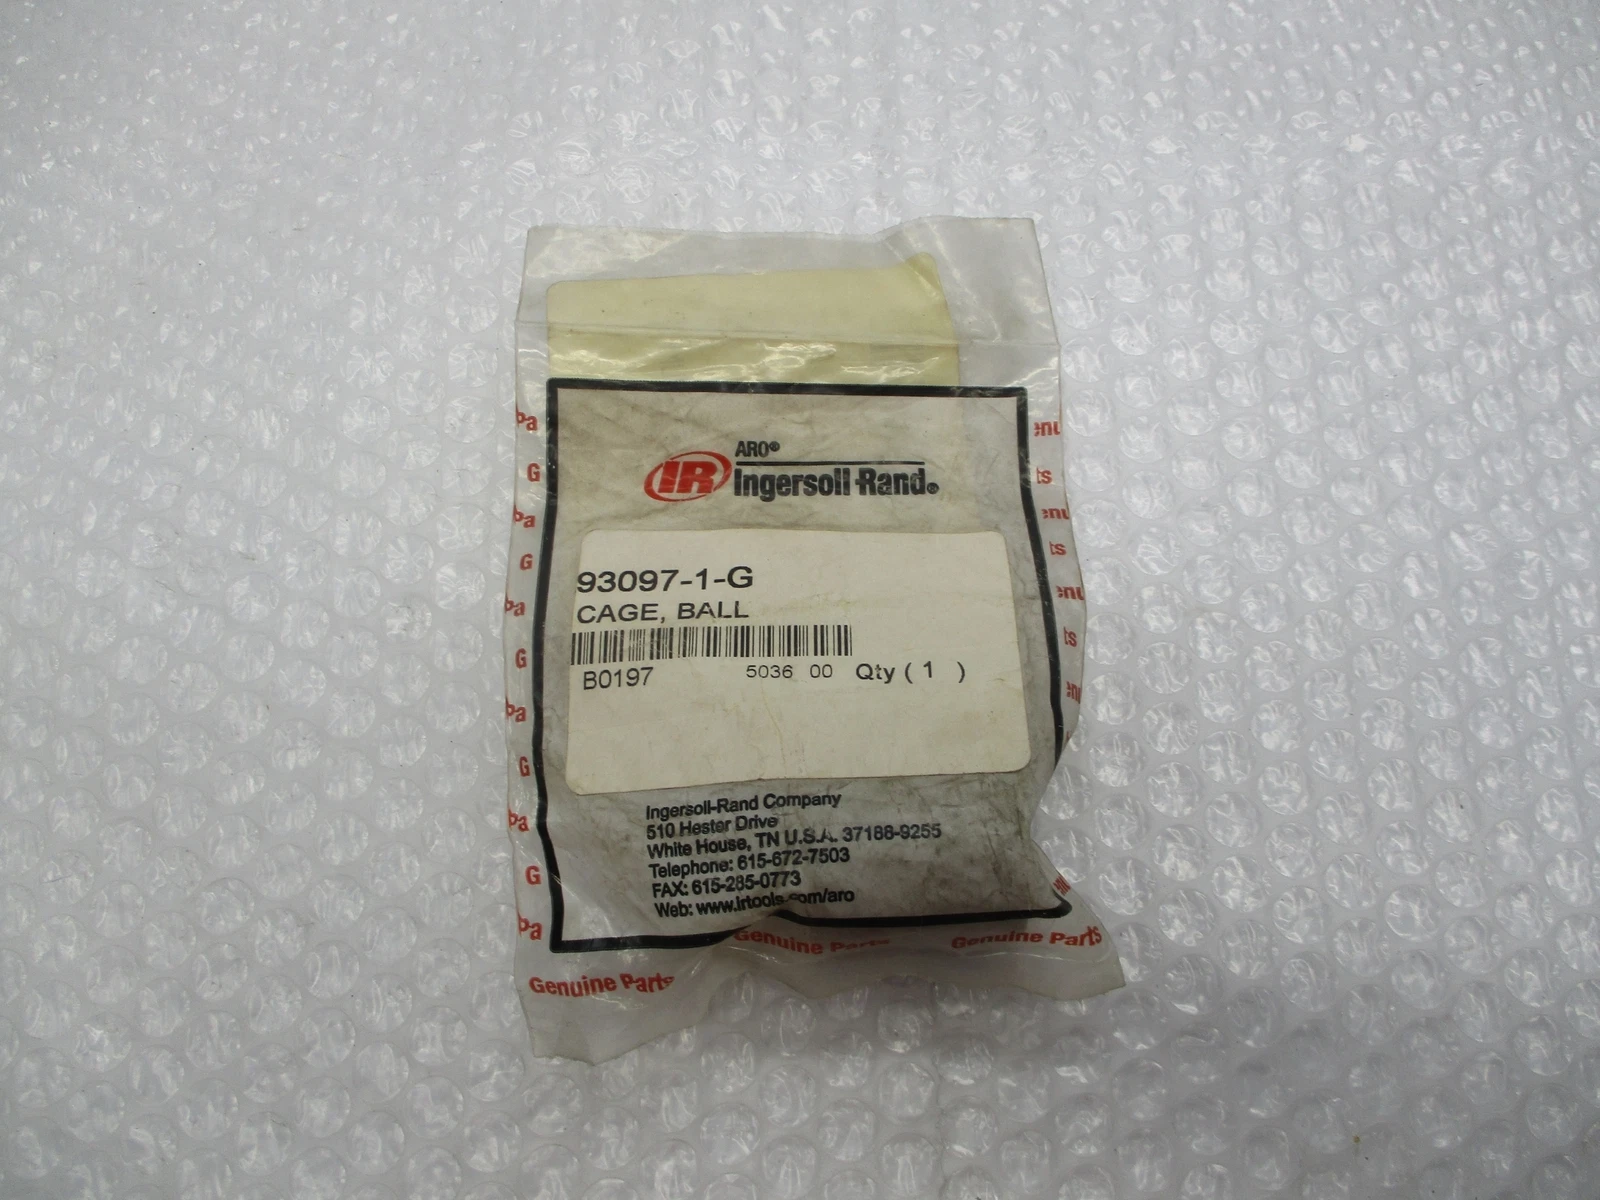 ARO®
IR Ingersoll-Rand®
93097-1-G
CAGE, BALL
B0197 5036 00 Qty ( 1 )
Ingersoll-Rand Company
510 Hester Drive
White House, TN U.S.A. 37188-9255
Telephone: 615-672-7503
FAX: 615-285-0773
Web: www.irtools.com/aro
Genuine Parts Genuine Parts Genuine Parts